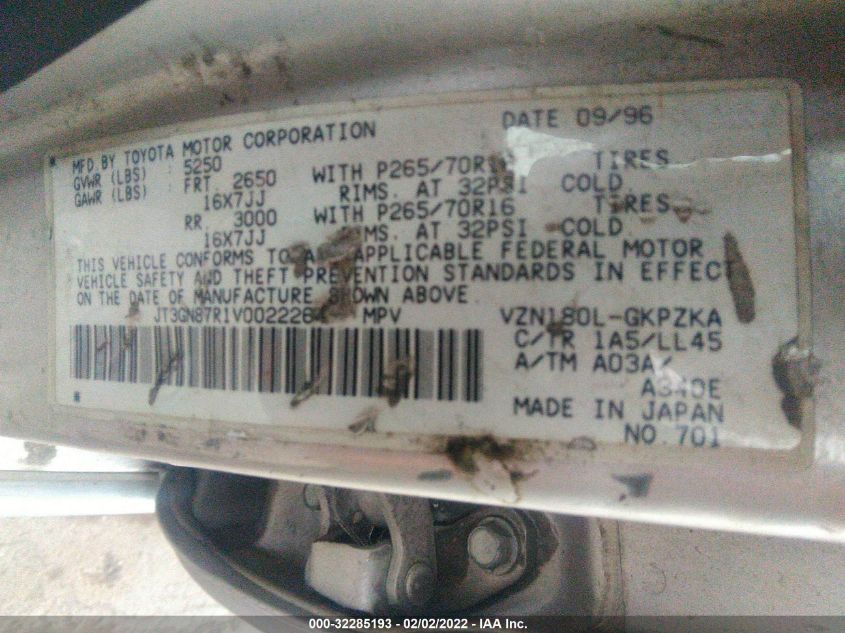 MFD. BY TOYOTA MOTOR CORPORATION DATE 09/96
GVWR (LBS) : 5250
GAWR (LBS) : FRT. 2650 WITH P265/70R16 TIRES,
16X7JJ RIMS, AT 32PSI COLD.
RR. 3000 WITH P265/70R16 TIRES,
16X7JJ RIMS, AT 32PSI COLD.
THIS VEHICLE CONFORMS TO ALL APPLICABLE FEDERAL MOTOR
VEHICLE SAFETY AND THEFT PREVENTION STANDARDS IN EFFECT
ON THE DATE OF MANUFACTURE SHOWN ABOVE.
MPV VZN180L-GKPZKA
C/TR 1A5/LL45
A/TM
A340E
MADE IN JAPAN
NO. 701
000-32285193 - 02/02/2022 - IAA Inc.